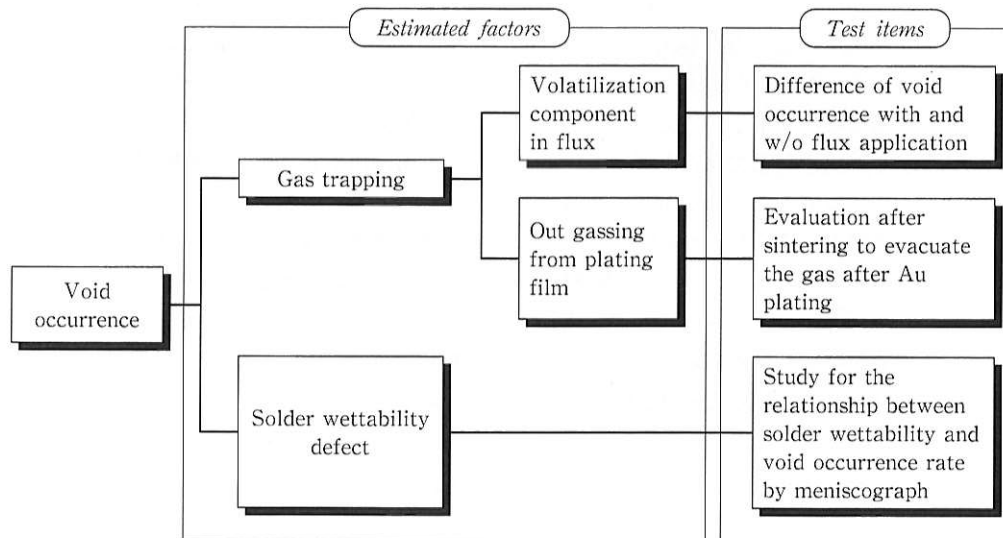 Estimated factors
Test items
Volatilization
component
in flux
Difference of void
occurrence with and
w/o flux application
Gas trapping
Out gassing
from plating
film
Evaluation after
sintering to evacuate
the gas after Au
plating
Void
occurrence
Solder wettability
defect
Study for the
relationship between
solder wettability and
void occurrence rate
by meniscograph